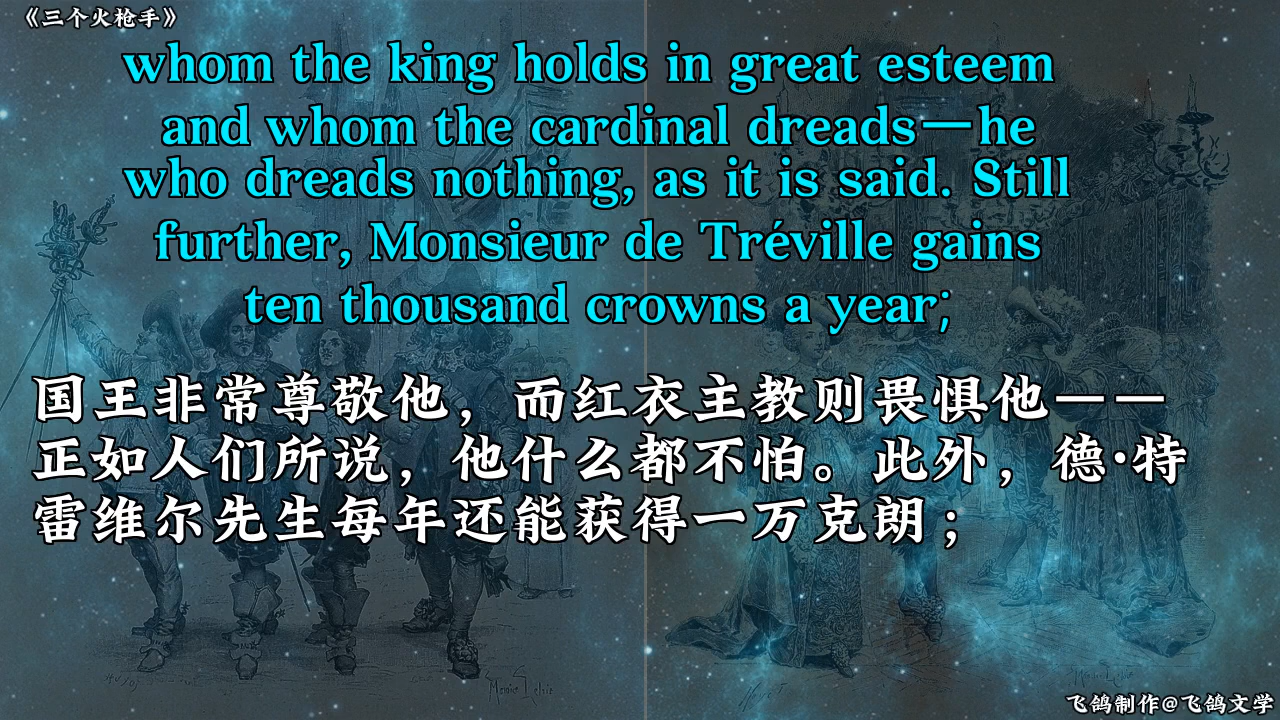 《三个火枪手》
whom the king holds in great esteem
and whom the cardinal dreads—he
who dreads nothing, as it is said. Still
further, Monsieur de Tréville gains
ten thousand crowns a year;
国王非常尊敬他，而红衣主教则畏惧他——
正如人们所说，他什么都不怕。此外，德·特
雷维尔先生每年还能获得一万克朗；
飞鸽制作@飞鸽文学